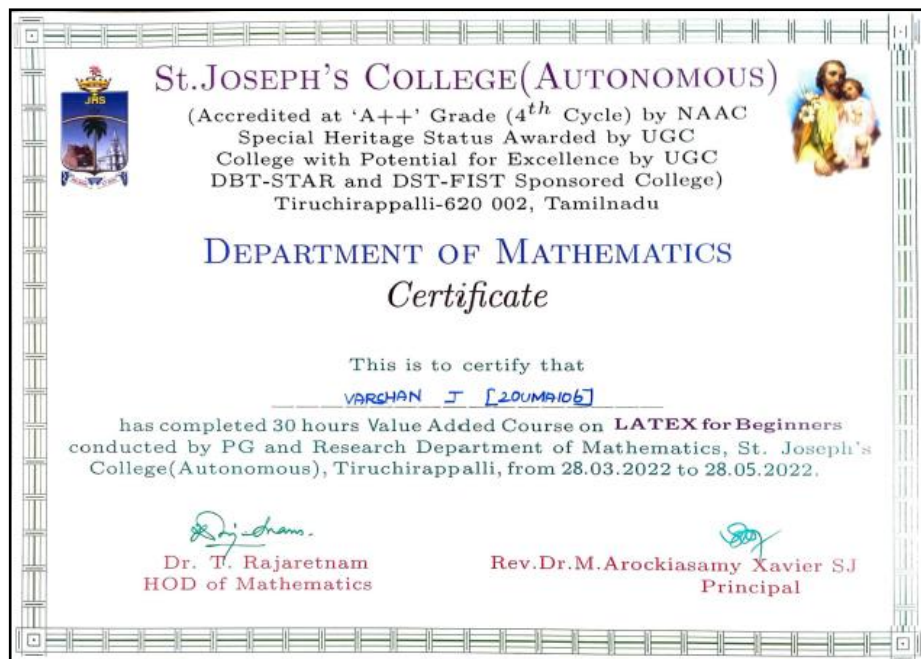 JHS
St.Joseph's College(Autonomous)
(Accredited at 'A++' Grade (4th Cycle) by NAAC
Special Heritage Status Awarded by UGC
College with Potential for Excellence by UGC
DBT-STAR and DST-FIST Sponsored College)
Tiruchirappalli-620 002, Tamilnadu
Department of Mathematics
Certificate
This is to certify that
VARSHAN J [20UMA106]
has completed 30 hours Value Added Course on LATEX for Beginners
conducted by PG and Research Department of Mathematics, St. Joseph's
College(Autonomous), Tiruchirappalli, from 28.03.2022 to 28.05.2022.
Dr. T. Rajaretnam
HOD of Mathematics
Rev.Dr.M.Arockiasamy Xavier SJ
Principal